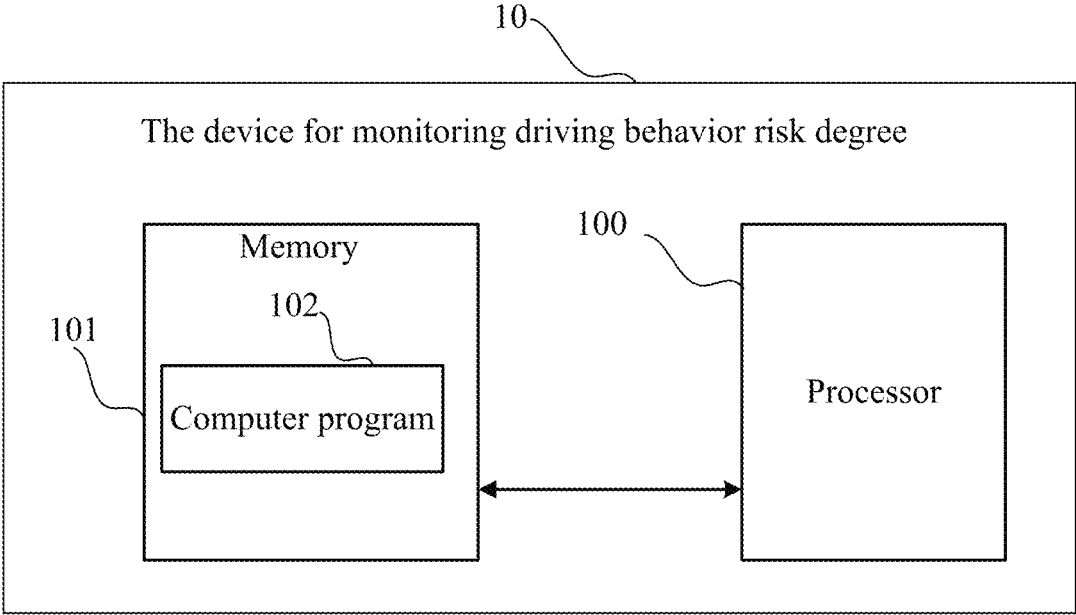 10
The device for monitoring driving behavior risk degree
100
Memory
102
101
Computer program
Processor